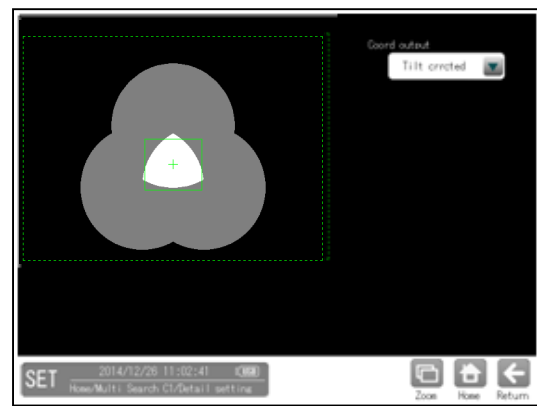 Coord output
Tilt crrcted
SET
2014/12/26 11:02:41
Home/Multi Search C1/Detail setting
Zoom
Home
Return